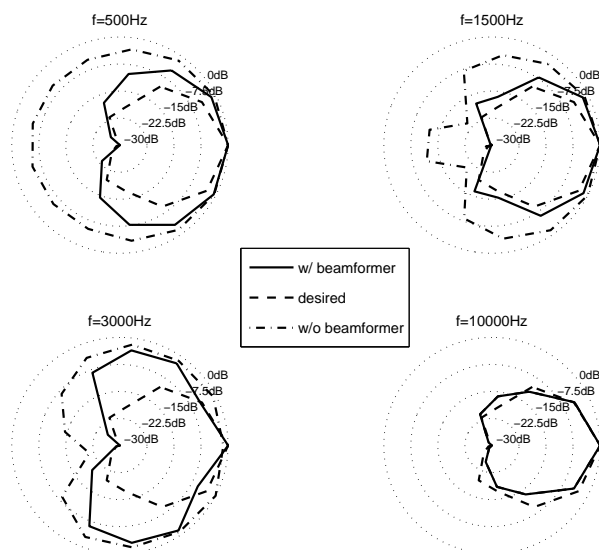 f=500Hz
0dB
−7.5dB
−15dB
−22.5dB
−30dB
f=1500Hz
0dB
−7.5dB
−15dB
−22.5dB
−30dB
w/ beamformer
desired
w/o beamformer
f=3000Hz
0dB
−7.5dB
−15dB
−22.5dB
−30dB
f=10000Hz
0dB
−7.5dB
−15dB
−22.5dB
−30dB